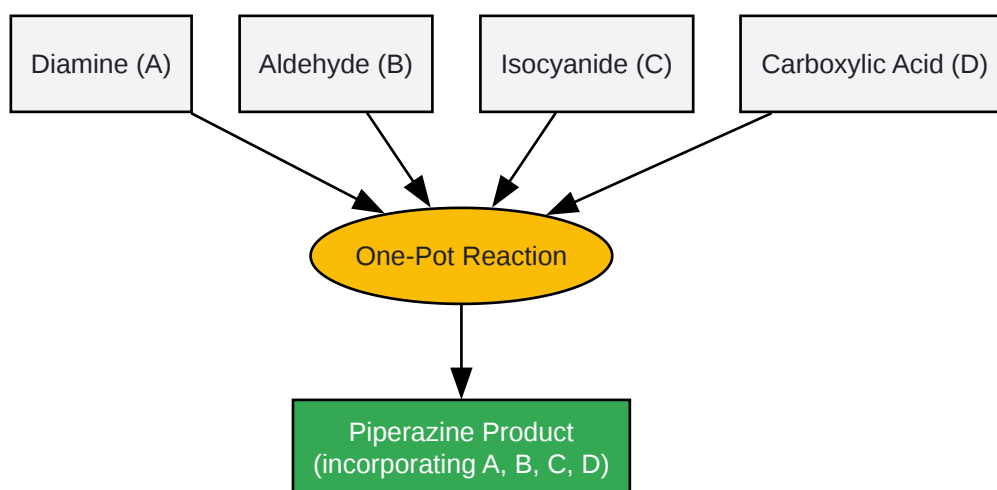 Diamine (A)
Aldehyde (B)
Isocyanide (C)
Carboxylic Acid (D)
One-Pot Reaction
Piperazine Product
(incorporating A, B, C, D)